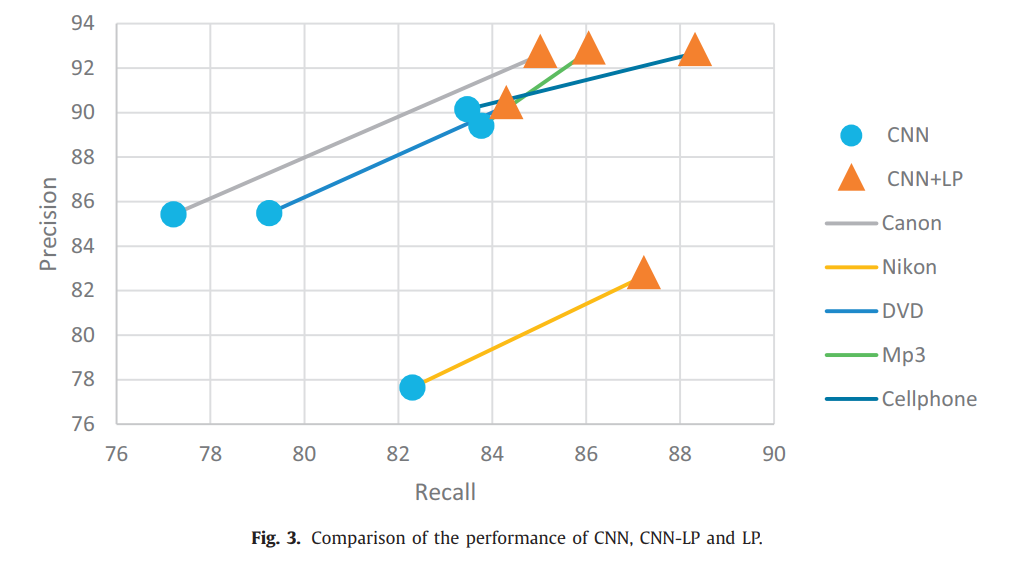 94
92
90
88
86
84
82
80
78
76
Precision
76 78 80 82 84 86 88 90
Recall
CNN
CNN+LP
Canon
Nikon
DVD
Mp3
Cellphone
Fig. 3. Comparison of the performance of CNN, CNN-LP and LP.